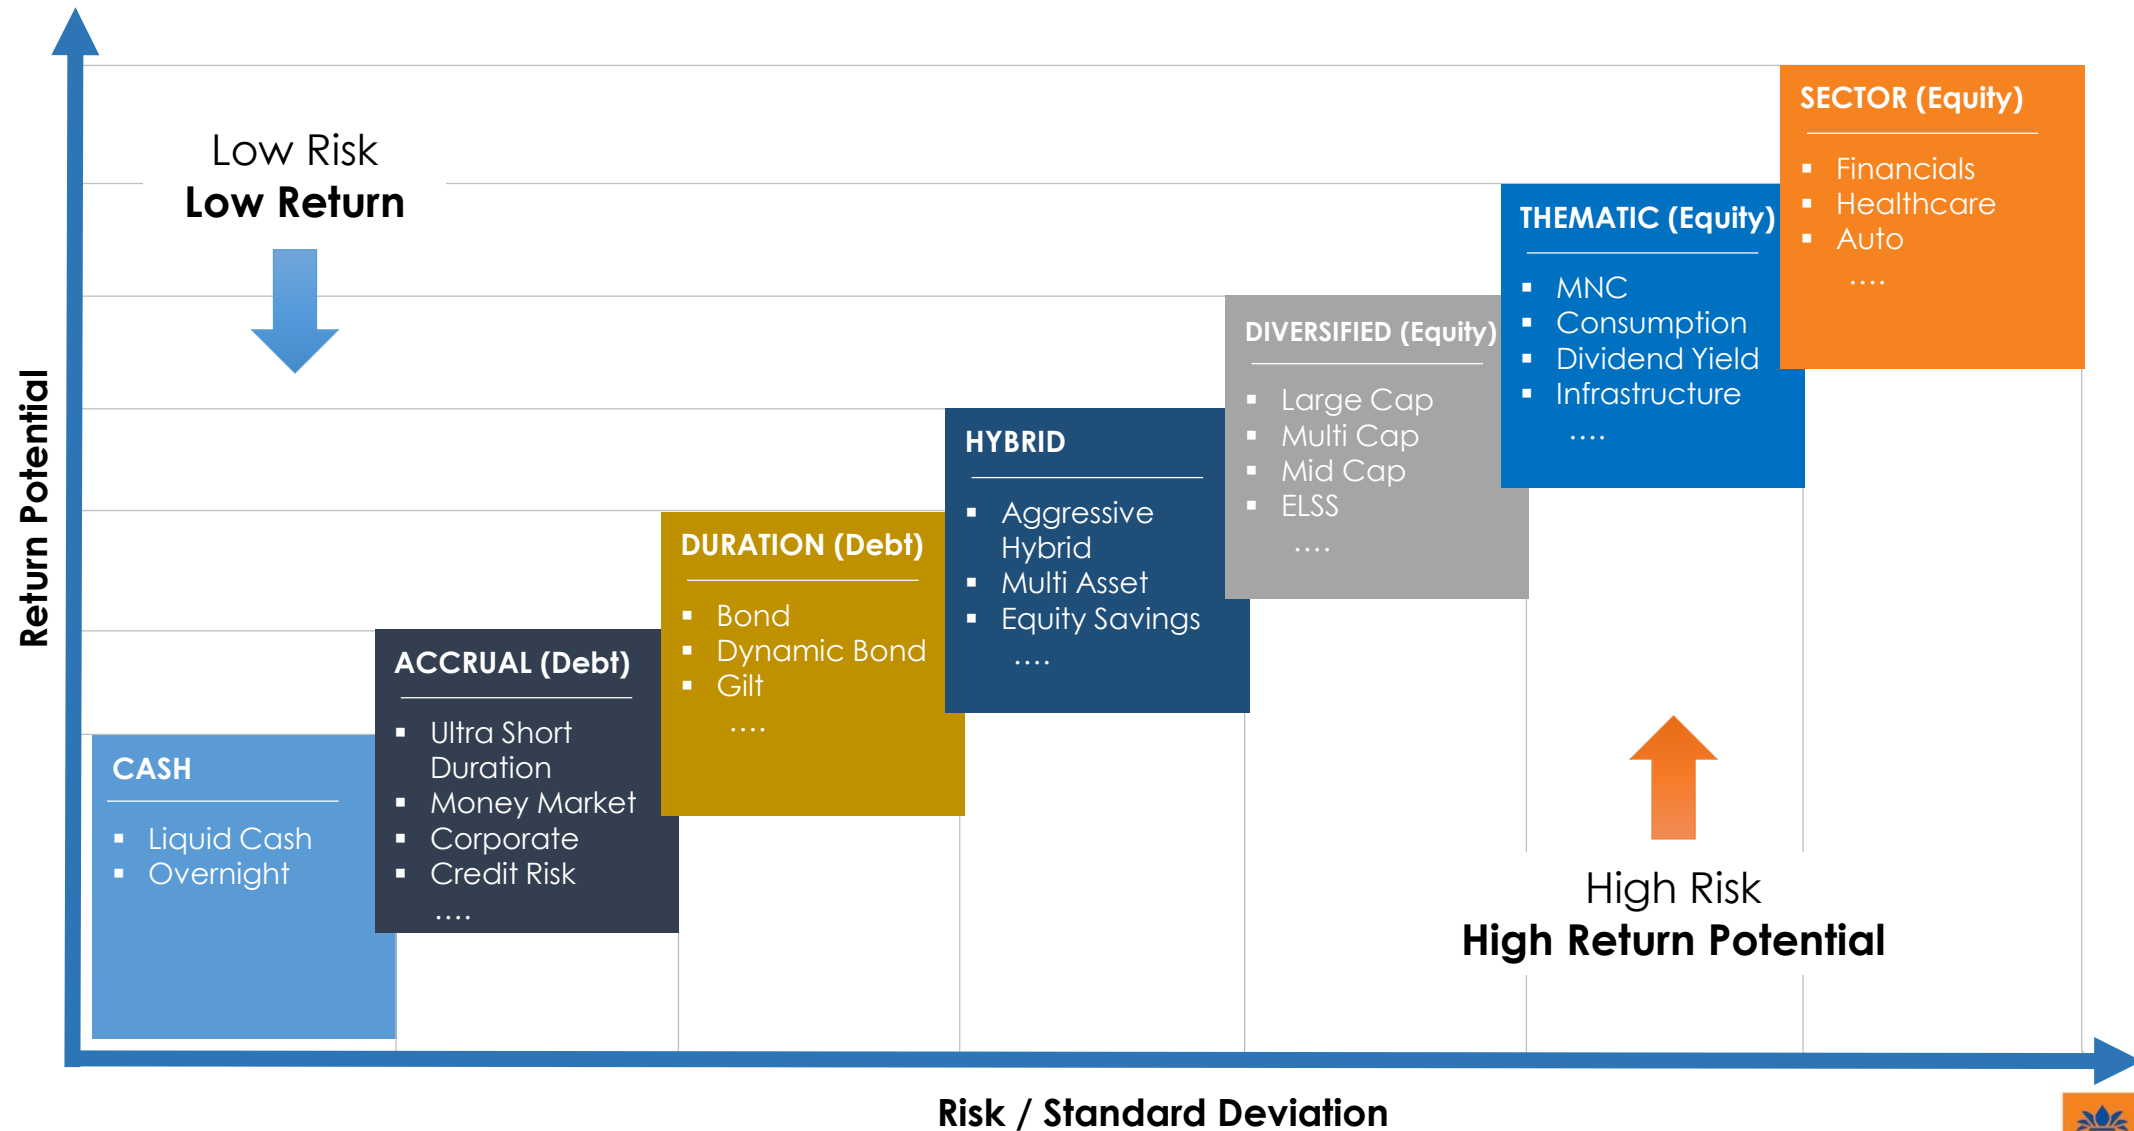 Low Risk
Low Return
Return Potential
CASH
Liquid Cash
Overnight
ACCRUAL (Debt)
Ultra Short
Duration
Money Market
Corporate
Credit Risk
....
DURATION (Debt)
Bond
Dynamic Bond
Gilt
....
HYBRID
Aggressive
Hybrid
Multi Asset
Equity Savings
....
DIVERSIFIED (Equity)
Large Cap
Multi Cap
Mid Cap
ELSS
....
THEMATIC (Equity)
MNC
Consumption
Dividend Yield
Infrastructure
....
SECTOR (Equity)
Financials
Healthcare
Auto
....
High Risk
High Return Potential
Risk / Standard Deviation